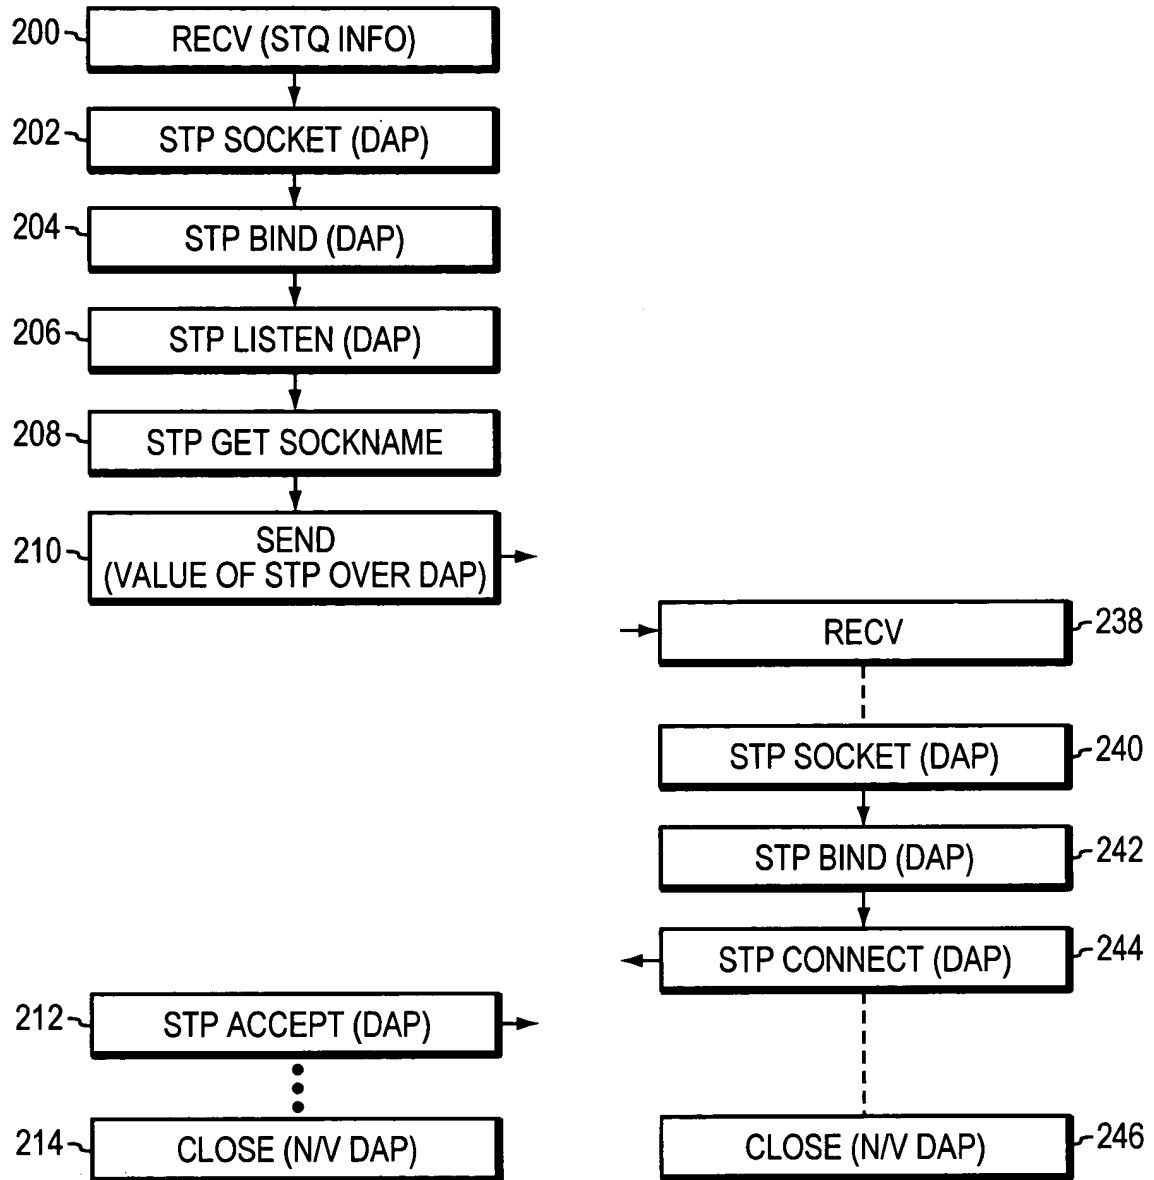 200
RECV (STQ INFO)
202
STP SOCKET (DAP)
204
STP BIND (DAP)
206
STP LISTEN (DAP)
208
STP GET SOCKNAME
210
SEND
(VALUE OF STP OVER DAP)
RECV
238
STP SOCKET (DAP)
240
STP BIND (DAP)
242
STP CONNECT (DAP)
244
212
STP ACCEPT (DAP)
214
CLOSE (N/V DAP)
CLOSE (N/V DAP)
246